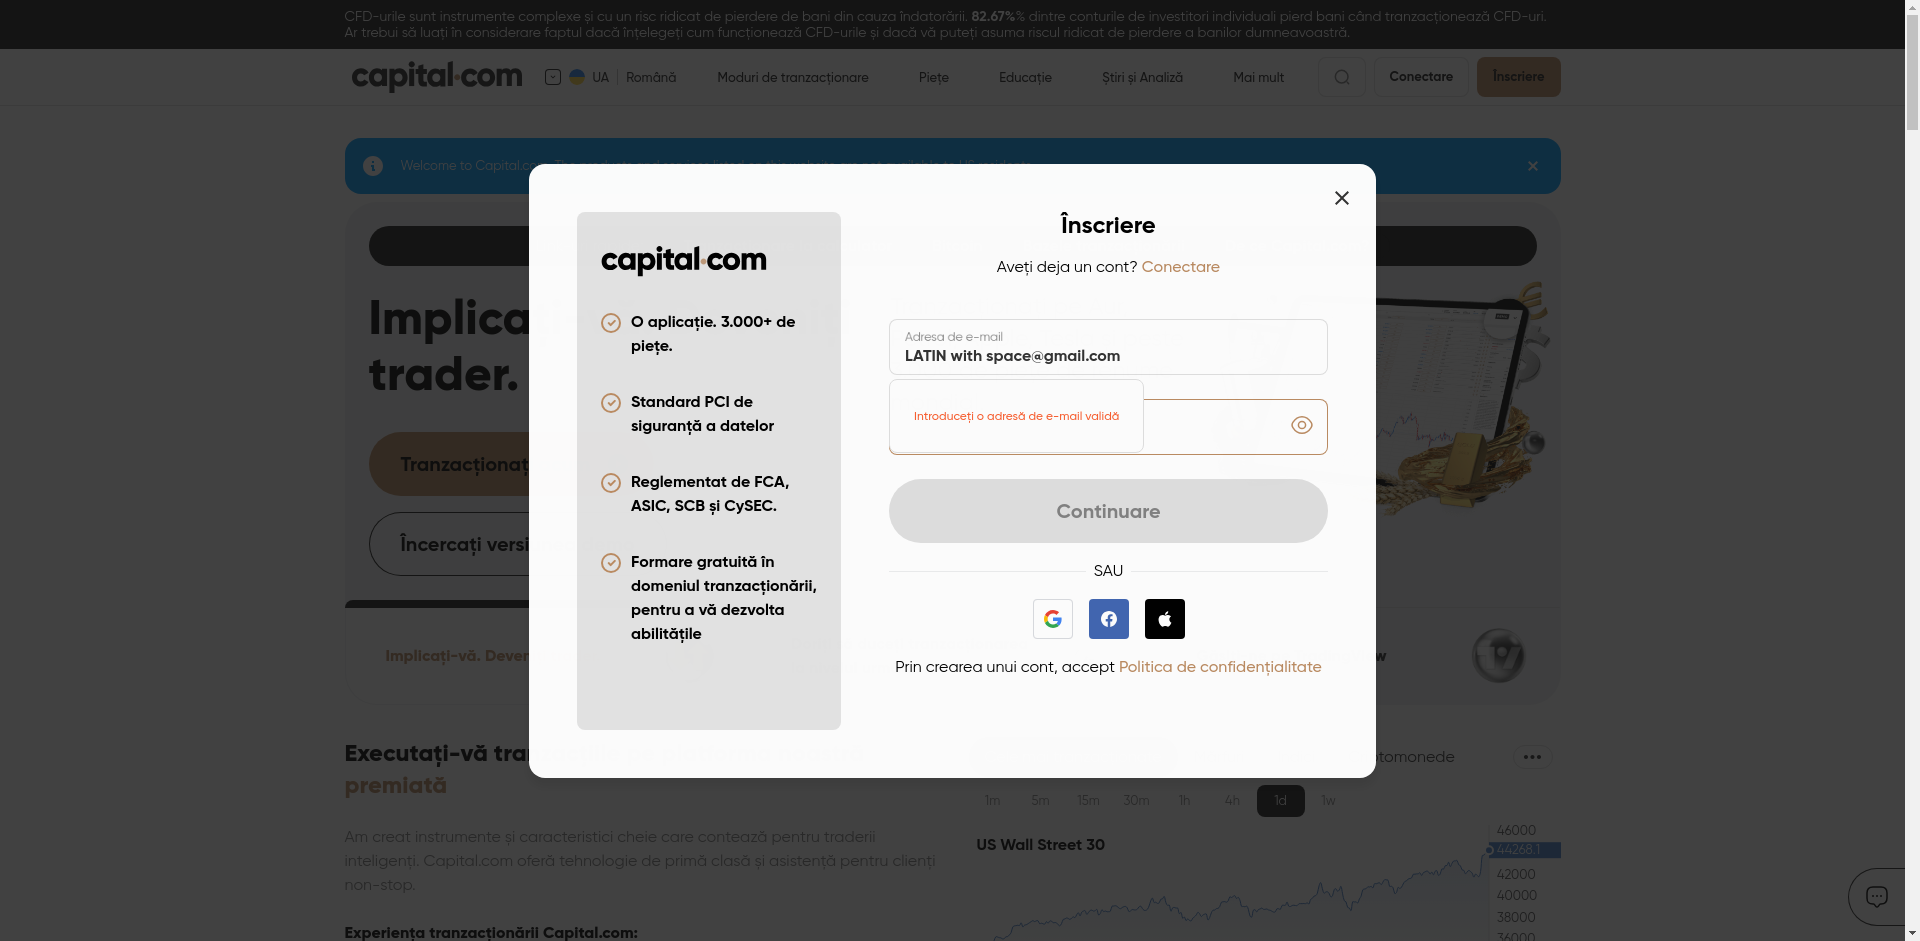 CFD-urile sunt instrumente complexe și cu un risc ridicat de pierdere de bani din cauza îndatorării. 82.67%% dintre conturile de investitori individuali pierd bani când tranzacționează CFD-uri.
Ar trebui să luați în considerare faptul dacă înțelegeți cum funcționează CFD-urile și dacă vă puteți asuma riscul ridicat de pierdere a banilor dumneavoastră.
capital.com
UA
Română
Moduri de tranzacționare
Piețe
Educație
Știri și Analiză
Mai mult
Conectare
Înscriere
Welcome to Capital.co
Implica
trader.
Tranzacționaț
Încercați versi
Implicați-vă. Dever
w
capital.com
O aplicație. 3.000+ de
piețe.
Standard PCI de
siguranță a datelor
Reglementat de FCA,
ASIC, SCB și CySEC.
Formare gratuită în
domeniul tranzacționării,
pentru a vă dezvolta
abilitățile
Înscriere
Aveți deja un cont? Conectare
Adresa de e-mail
LATIN with space@gmail.com
Introduceți o adresă de e-mail validă
Continuare
SAU
Prin crearea unui cont, accept Politica de confidențialitate
Executați-vă tra
premiată
Am creat instrumente și caracteristici cheie care contează pentru traderii
inteligenți. Capital.com oferă tehnologie de primă clasă și asistență pentru clienți
non-stop.
Experiența tranzacționării Capital.com:
otomonede
1m 5m 15m 30m 1h 4h 1d 1w
US Wall Street 30
46000
44268.1
42000
40000
38000
36000